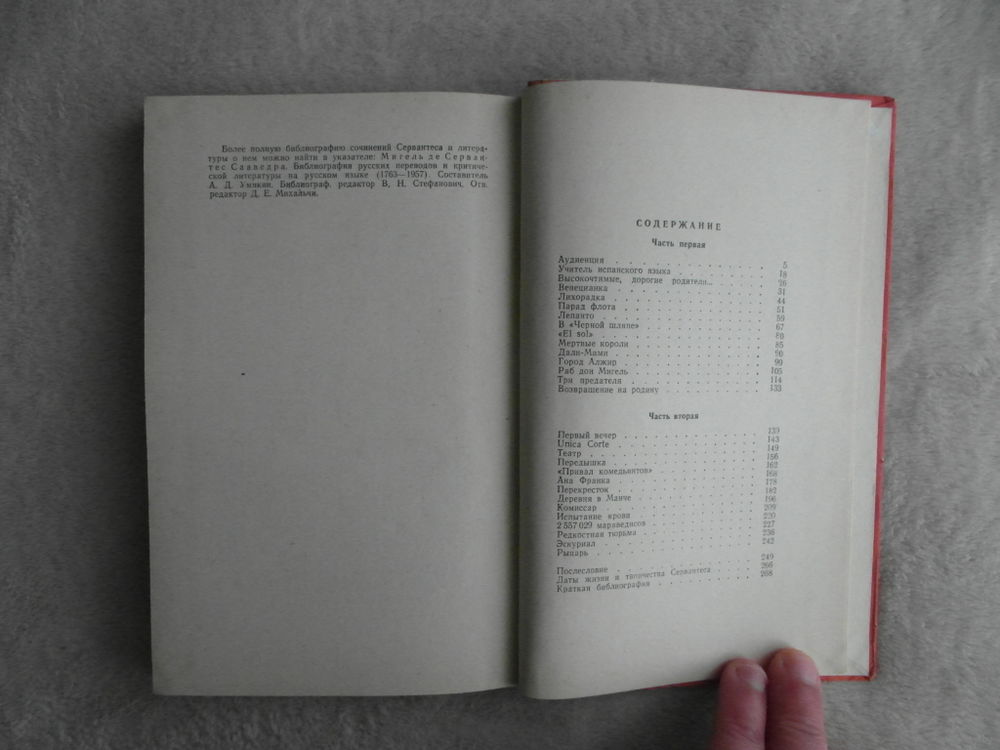 Более полную библиографию сочинений Сервантеса и литера-
туры о нем можно найти в указателе: Мигель де Серван-
тес Сааведра. Библиография русских переводов и критической
литературы на русском языке (1763—1957). Составитель
А. Д. Умикян. Библиограф. редактор В. Н. Стефанович. Отв.
редактор Д. Е. Михальчи.
СОДЕРЖАНИЕ
Часть первая
Аудиенция . . . . . . . . . . 5
Учитель испанского языка . . . . . . . 18
Высокочтимые, дорогие родители... . . . . 26
Венецианка . . . . . . . . . . 31
Лихорадка . . . . . . . . . . 44
Парад флота . . . . . . . . . . 51
Лепанто . . . . . . . . . . 59
В «Черной шляпе» . . . . . . . . 67
«El sol» . . . . . . . . . . 80
Мертвые короли . . . . . . . . . 85
Дали-Мами . . . . . . . . . . 90
Город Алжир . . . . . . . . . . 99
Раб дон Мигель . . . . . . . . . 105
Три предателя . . . . . . . . . 114
Возвращение на родину . . . . . . . 133
Часть вторая
Первый вечер . . . . . . . . . . 139
Unica Corte . . . . . . . . . . 143
Театр . . . . . . . . . . 149
Передышка . . . . . . . . . . 156
«Привал комедьянтов» . . . . . . . 162
Ана Франка . . . . . . . . . . 168
Перекресток . . . . . . . . . . 178
Деревня в Манче . . . . . . . . . 182
Комиссар . . . . . . . . . . 196
Испытание крови . . . . . . . . . 209
2 557 029 мараведисов . . . . . . . . 220
Редкостная тюрьма . . . . . . . . 227
Эскуриал . . . . . . . . . . 236
Рыцарь . . . . . . . . . . 242
Послесловие . . . . . . . . . . 249
Даты жизни и творчества Сервантеса . . . . 266
Краткая библиография . . . . . . . 268